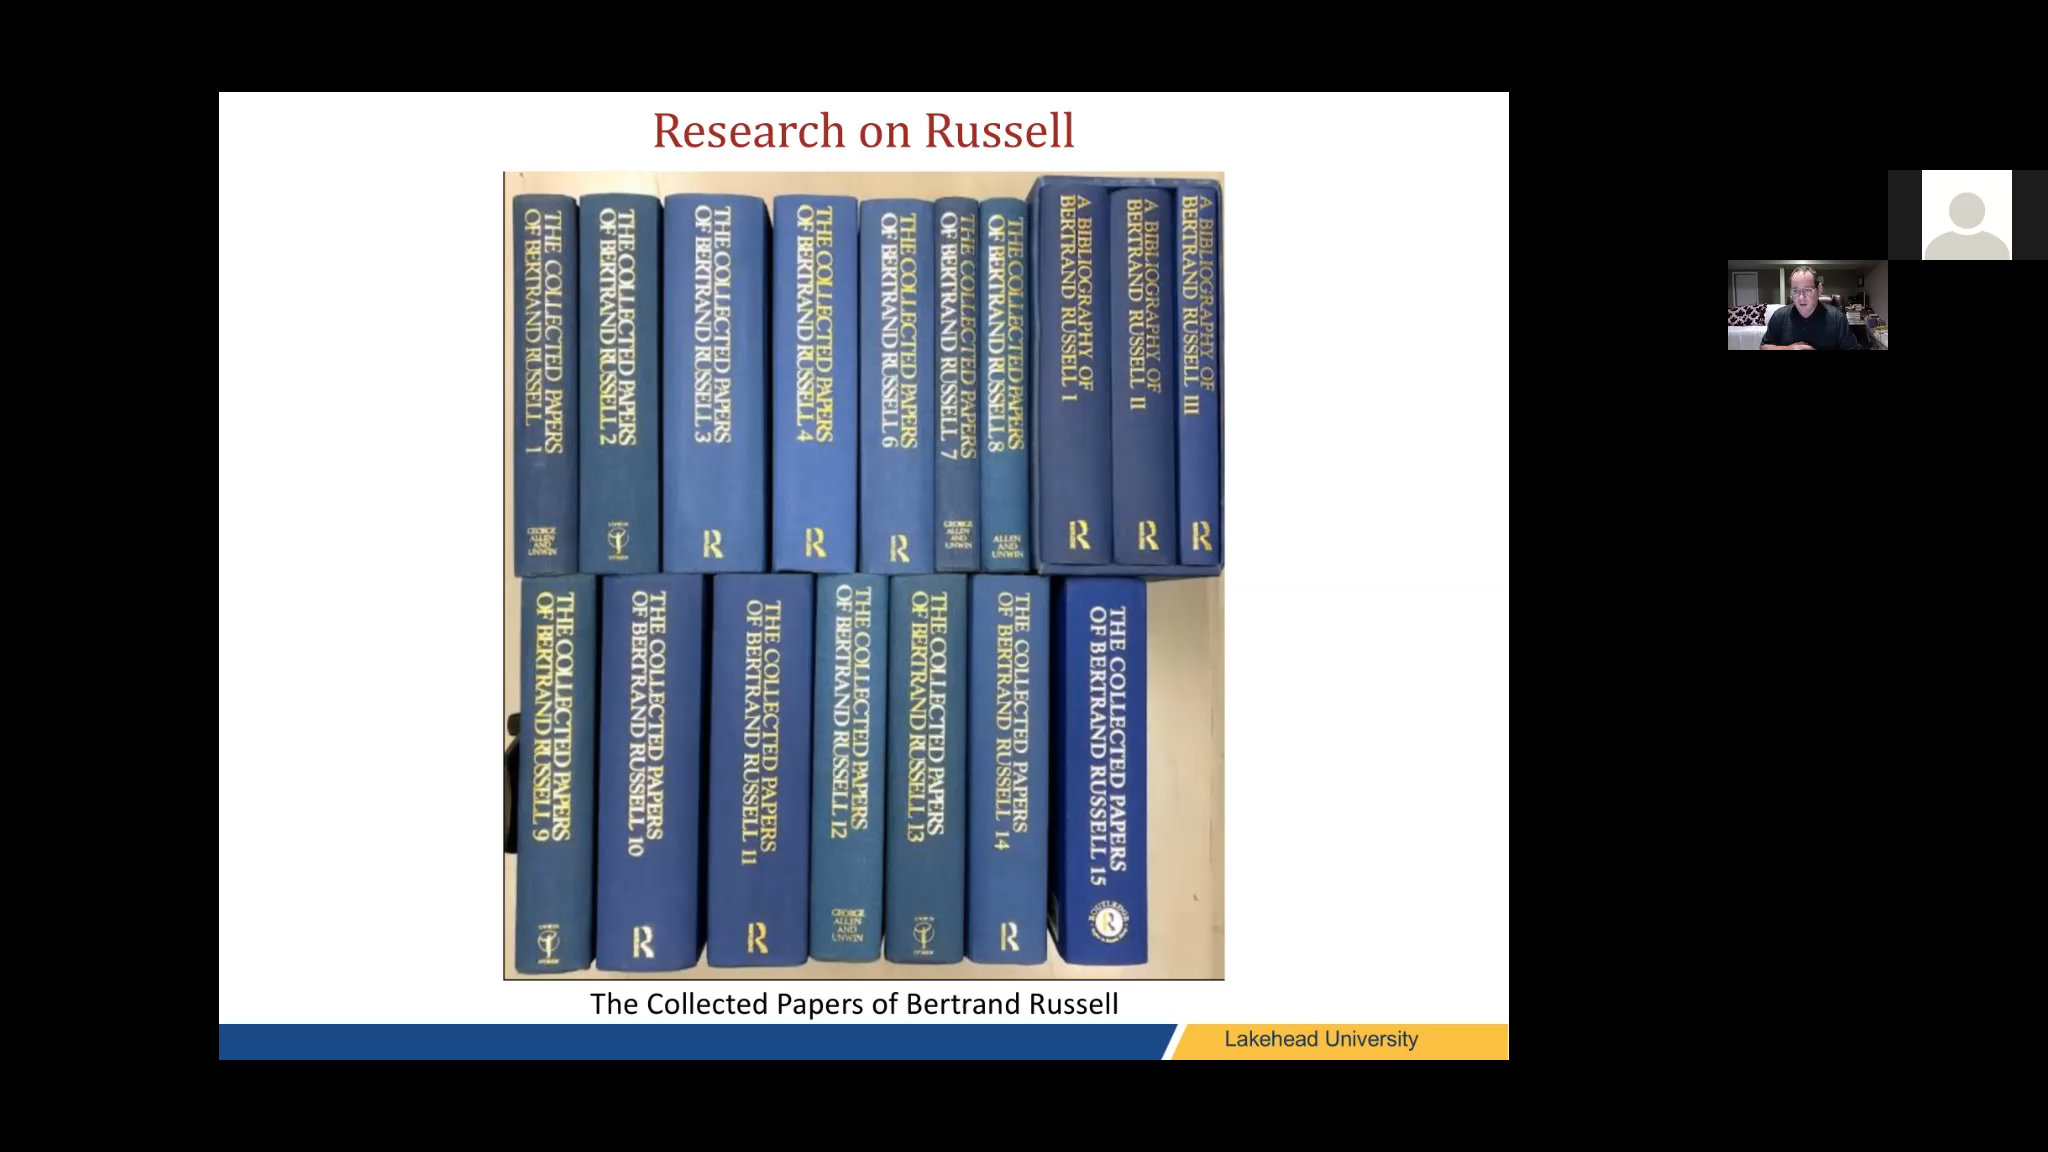 Research on Russell
THE COLLECTED PAPERS
OF BERTRAND RUSSELL 1
GEORGE
ALLEN
AND
UNWIN
THE COLLECTED PAPERS
OF BERTRAND RUSSELL 2
THE COLLECTED PAPERS
OF BERTRAND RUSSELL 3
R
THE COLLECTED PAPERS
OF BERTRAND RUSSELL 4
R
THE COLLECTED PAPERS
OF BERTRAND RUSSELL 6
R
THE COLLECTED PAPERS
OF BERTRAND RUSSELL 7
GEORGE
ALLEN
AND
UNWIN
THE COLLECTED PAPERS
OF BERTRAND RUSSELL 8
ALLEN
AND
UNWIN
A BIBLIOGRAPHY OF
BERTRAND RUSSELL I
R
A BIBLIOGRAPHY OF
BERTRAND RUSSELL II
R
A BIBLIOGRAPHY OF
BERTRAND RUSSELL III
R
THE COLLECTED PAPERS
OF BERTRAND RUSSELL 9
THE COLLECTED PAPERS
OF BERTRAND RUSSELL 10
R
THE COLLECTED PAPERS
OF BERTRAND RUSSELL 11
R
THE COLLECTED PAPERS
OF BERTRAND RUSSELL 12
GEORGE
ALLEN
AND
UNWIN
THE COLLECTED PAPERS
OF BERTRAND RUSSELL 13
THE COLLECTED PAPERS
OF BERTRAND RUSSELL 14
R
THE COLLECTED PAPERS
OF BERTRAND RUSSELL 15
ROUTLEDGE
R
The Collected Papers of Bertrand Russell
Lakehead University